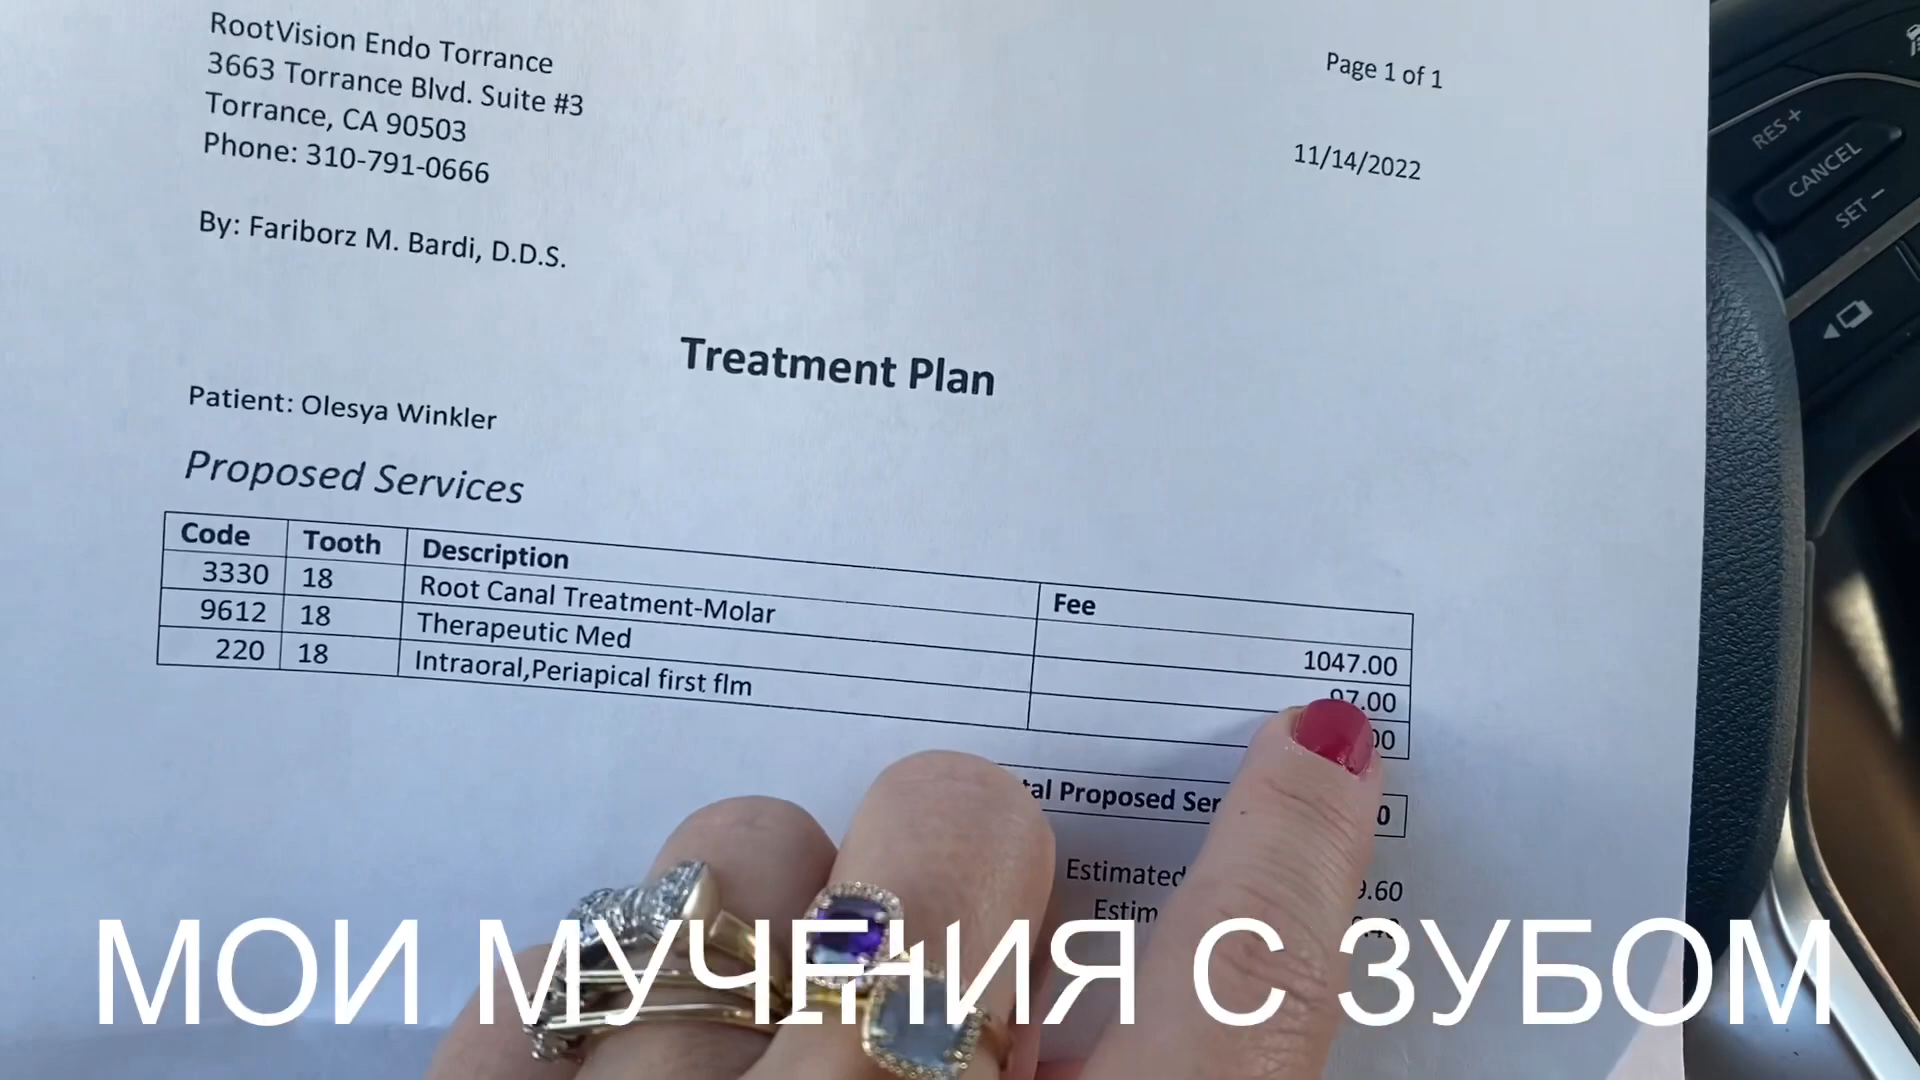 RootVision Endo Torrance
3663 Torrance Blvd. Suite #3
Torrance, CA 90503
Phone: 310-791-0666
By: Fariborz M. Bardi, D.D.S.
Page 1 of 1
11/14/2022
Treatment Plan
Patient: Olesya Winkler
Proposed Services
Code Tooth Description Fee
3330 18 Root Canal Treatment-Molar 1047.00
9612 18 Therapeutic Med
220 18 Intraoral,Periapical first flm
Proposed
Estimated
RES +
CANCEL
SET −
МОИ МУЧЕНИЯ С ЗУБОМ